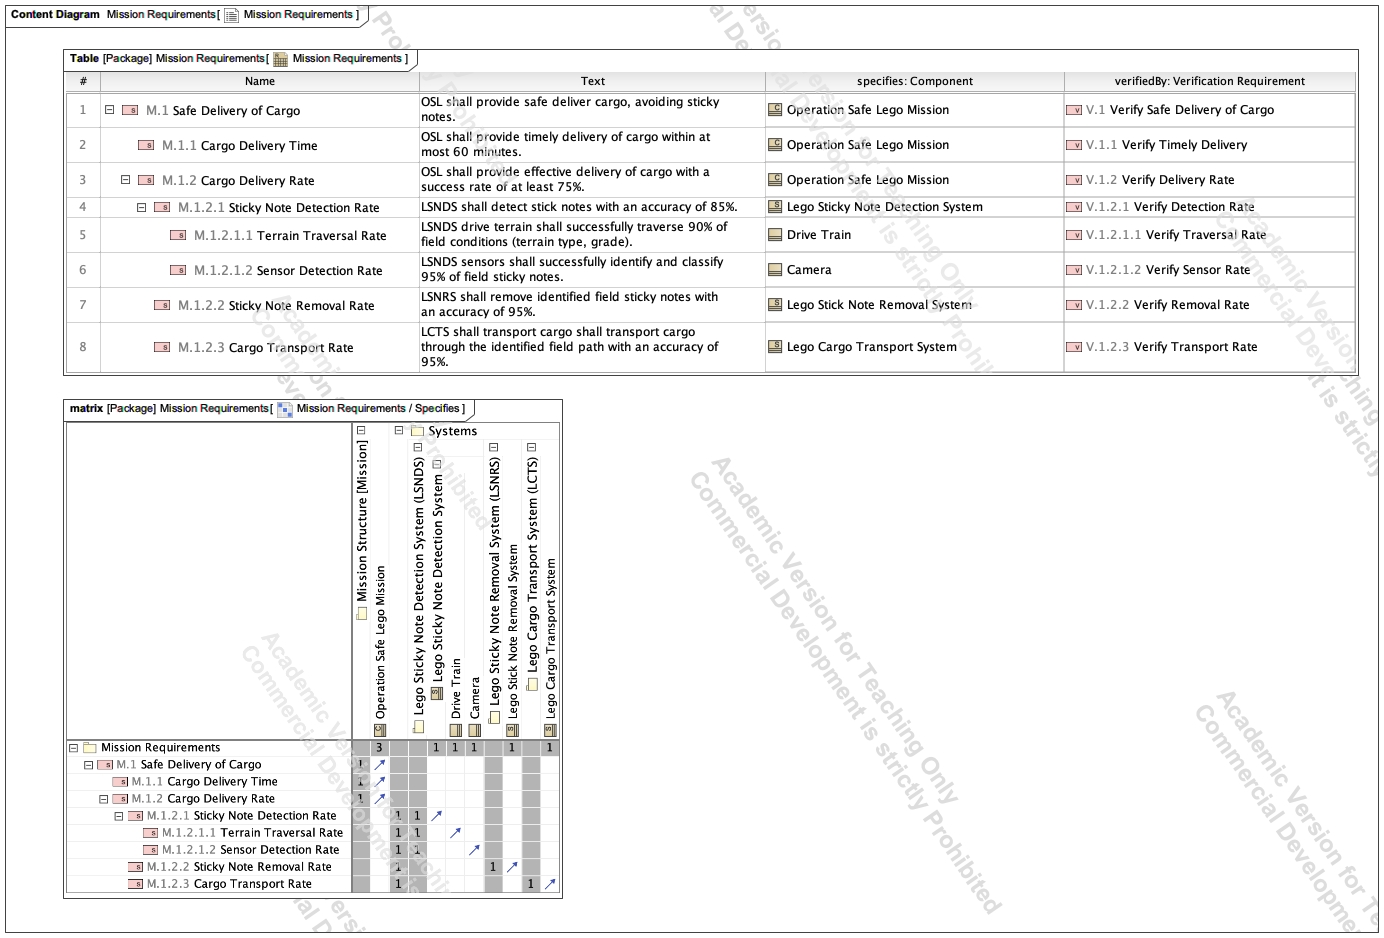 Content Diagram Mission Requirements[ Mission Requirements ]
Table [Package] Mission Requirements[ Mission Requirements ]
# Name Text specifies: Component verifiedBy: Verification Requirement
1 M.1 Safe Delivery of Cargo OSL shall provide safe deliver cargo, avoiding sticky Operation Safe Lego Mission V.1 Verify Safe Delivery of Cargo
notes.
2 M.1.1 Cargo Delivery Time OSL shall provide timely delivery of cargo within at Operation Safe Lego Mission V.1.1 Verify Timely Delivery
most 60 minutes.
3 M.1.2 Cargo Delivery Rate OSL shall provide effective delivery of cargo with a Operation Safe Lego Mission V.1.2 Verify Delivery Rate
success rate of at least 75%.
4 M.1.2.1 Sticky Note Detection Rate LSNDS shall detect stick notes with an accuracy of 85%. Lego Sticky Note Detection System V.1.2.1 Verify Detection Rate
5 M.1.2.1.1 Terrain Traversal Rate LSNDS drive terrain shall successfully traverse 90% of Drive Train V.1.2.1.1 Verify Traversal Rate
field conditions (terrain type, grade).
6 M.1.2.1.2 Sensor Detection Rate LSNDS sensors shall successfully identify and classify Camera V.1.2.1.2 Verify Sensor Rate
95% of field sticky notes.
7 M.1.2.2 Sticky Note Removal Rate LSNRS shall remove identified field sticky notes with Lego Stick Note Removal System V.1.2.2 Verify Removal Rate
an accuracy of 95%.
8 M.1.2.3 Cargo Transport Rate LCTS shall transport cargo shall transport cargo Lego Cargo Transport System V.1.2.3 Verify Transport Rate
through the identified field path with an accuracy of
95%.
matrix [Package] Mission Requirements[ Mission Requirements / Specifies ]
Systems
Mission Structure [Mission]
Operation Safe Lego Mission
Lego Sticky Note Detection System (LSNDS)
Lego Sticky Note Detection System
Drive Train
Camera
Lego Sticky Note Removal System (LSNRS)
Lego Stick Note Removal System
Lego Cargo Transport System (LCTS)
Lego Cargo Transport System
Mission Requirements 3 1 1 1 1 1
M.1 Safe Delivery of Cargo 1
M.1.1 Cargo Delivery Time 1
M.1.2 Cargo Delivery Rate 1
M.1.2.1 Sticky Note Detection Rate 1 1
M.1.2.1.1 Terrain Traversal Rate 1 1
M.1.2.1.2 Sensor Detection Rate 1 1
M.1.2.2 Sticky Note Removal Rate 1 1
M.1.2.3 Cargo Transport Rate 1 1
Academic Version for Teaching Only
Commercial Development is strictly Prohibited